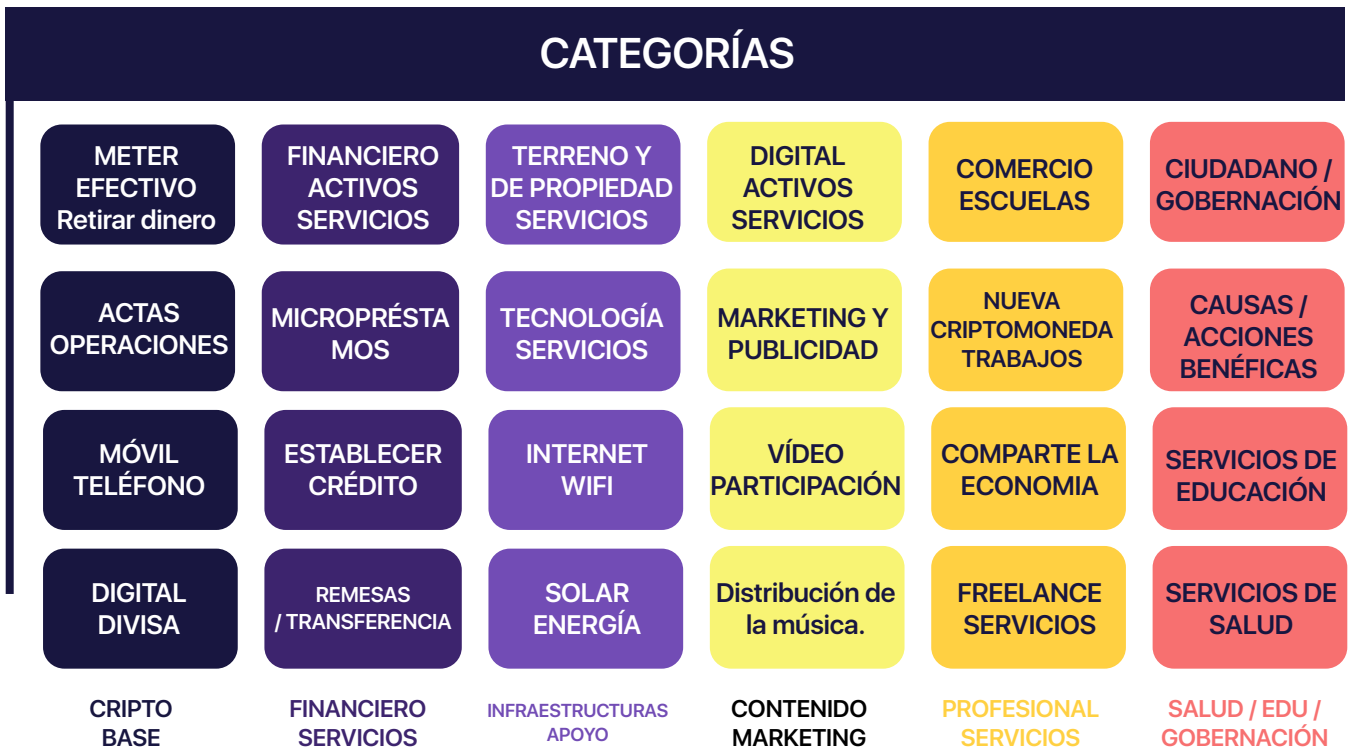 CATEGORÍAS
METER
EFECTIVO
Retirar dinero
FINANCIERO
ACTIVOS
SERVICIOS
TERRENO Y
DE PROPIEDAD
SERVICIOS
DIGITAL
ACTIVOS
SERVICIOS
COMERCIO
ESCUELAS
CIUDADANO /
GOBERNACIÓN
ACTAS
OPERACIONES
MICROPRÉSTA
MOS
TECNOLOGÍA
SERVICIOS
MARKETING Y
PUBLICIDAD
NUEVA
CRIPTOMONEDA
TRABAJOS
CAUSAS /
ACCIONES
BENÉFICAS
MÓVIL
TELÉFONO
ESTABLECER
CRÉDITO
INTERNET
WIFI
VÍDEO
PARTICIPACIÓN
COMPARTE LA
ECONOMIA
SERVICIOS DE
EDUCACIÓN
DIGITAL
DIVISA
REMESAS
/ TRANSFERENCIA
SOLAR
ENERGÍA
Distribución de
la música.
FREELANCE
SERVICIOS
SERVICIOS DE
SALUD
CRIPTO
BASE
FINANCIERO
SERVICIOS
INFRAESTRUCTURAS
APOYO
CONTENIDO
MARKETING
PROFESIONAL
SERVICIOS
SALUD / EDU /
GOBERNACIÓN